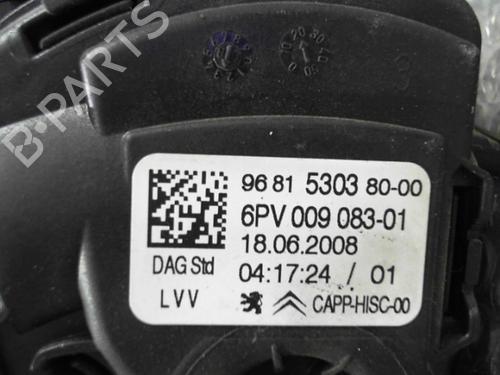 B-PARTS
96 81 5303 80-00
6PV 009 083-01
18.06.2008
DAG Std
04:17:24 / 01
LVV
CAPP-HISC-00